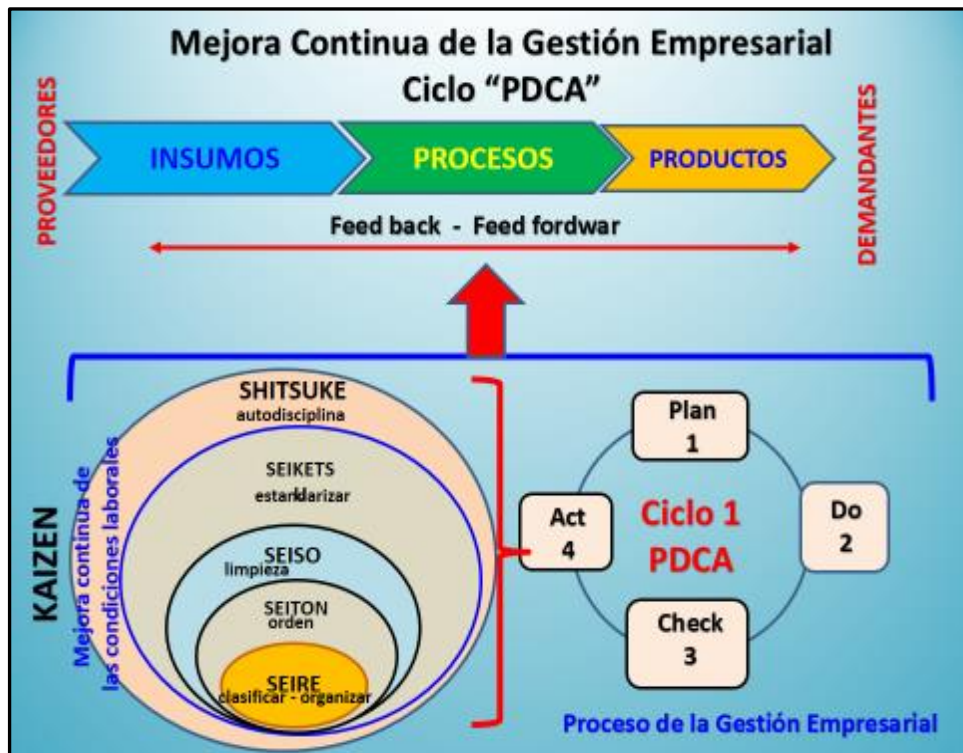 Mejora Continua de la Gestión Empresarial
Ciclo “PDCA”
PROVEEDORES
INSUMOS
PROCESOS
PRODUCTOS
DEMANDANTES
Feed back - Feed fordwar
KAIZEN
Mejora continua de
las condiciones laborales
SHITSUKE
autodisciplina
SEIKETS
estandarizar
SEISO
limpieza
SEITON
orden
SEIRE
clasificar - organizar
Plan
1
Do
2
Check
3
Act
4
Ciclo 1
PDCA
Proceso de la Gestión Empresarial